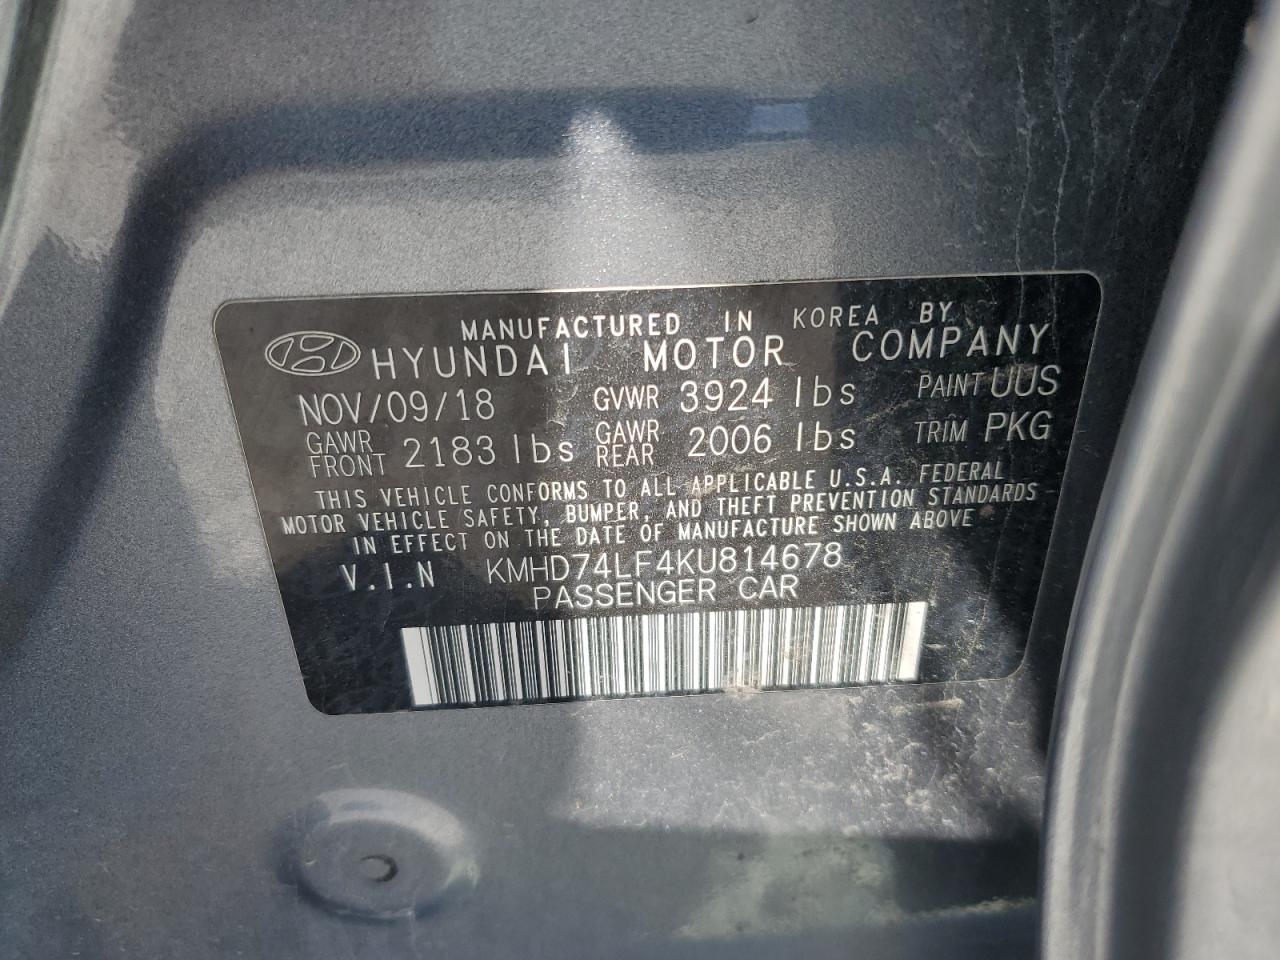 MANUFACTURED IN KOREA BY
HYUNDAI MOTOR COMPANY
NOV/09/18 GVWR 3924 lbs PAINT UUS
GAWR FRONT 2183 lbs GAWR REAR 2006 lbs TRIM PKG
THIS VEHICLE CONFORMS TO ALL APPLICABLE U.S.A. FEDERAL
MOTOR VEHICLE SAFETY, BUMPER, AND THEFT PREVENTION STANDARDS
IN EFFECT ON THE DATE OF MANUFACTURE SHOWN ABOVE
V.I.N KMHD74LF4KU814678
PASSENGER CAR